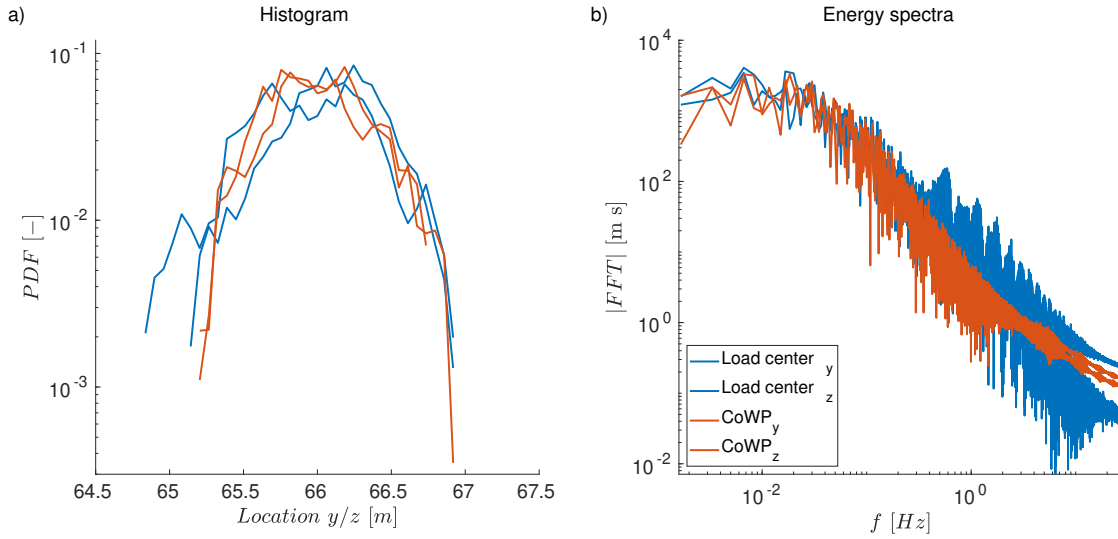 a)
Histogram
10^-1
10^-2
10^-3
PDF [−]
64.5 65 65.5 66 66.5 67 67.5
Location y/z [m]
b)
Energy spectra
10^4
10^2
10^0
10^-2
|FFT| [m s]
Load center y
Load center z
CoWP_y
CoWP_z
10^-2 10^0
f [Hz]